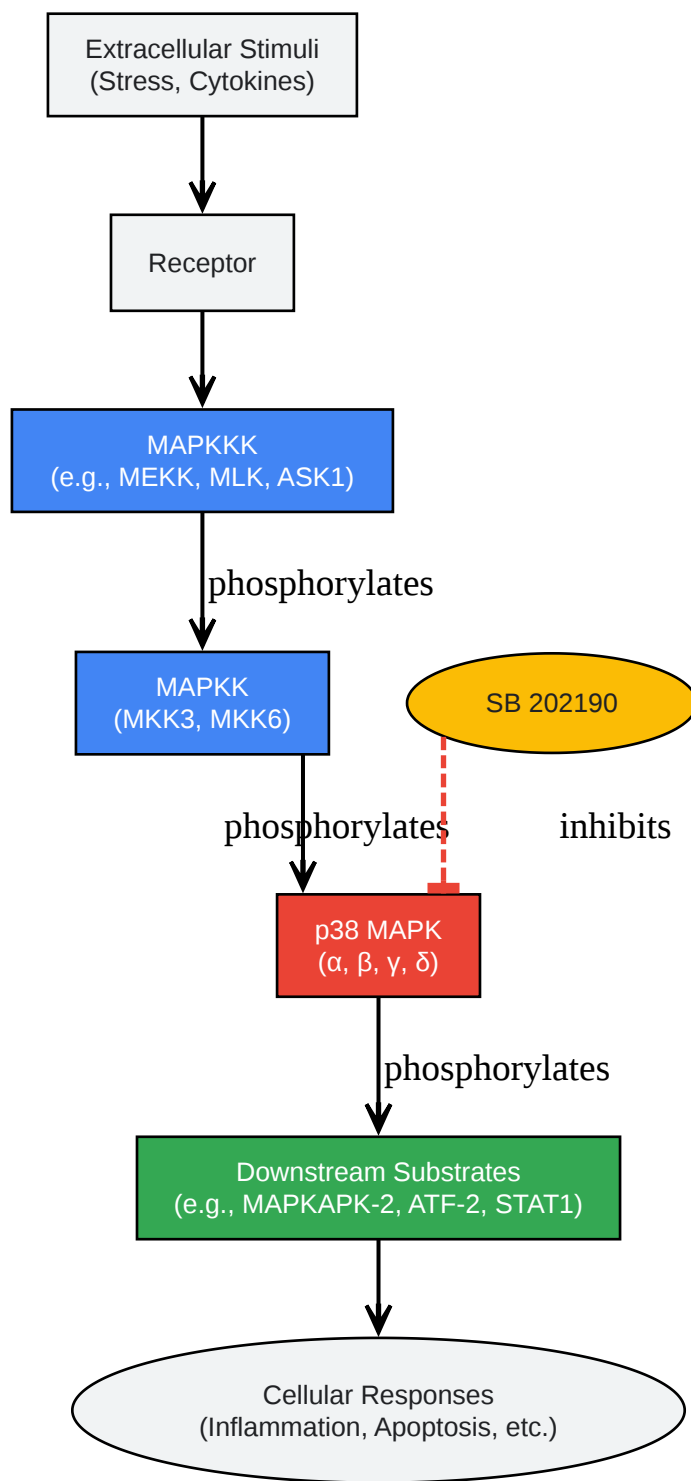 Extracellular Stimuli
(Stress, Cytokines)
Receptor
MAPKKK
(e.g., MEKK, MLK, ASK1)
phosphorylates
MAPKK
(MKK3, MKK6)
SB 202190
phosphorylates
inhibits
p38 MAPK
(α, β, γ, δ)
phosphorylates
Downstream Substrates
(e.g., MAPKAPK-2, ATF-2, STAT1)
Cellular Responses
(Inflammation, Apoptosis, etc.)